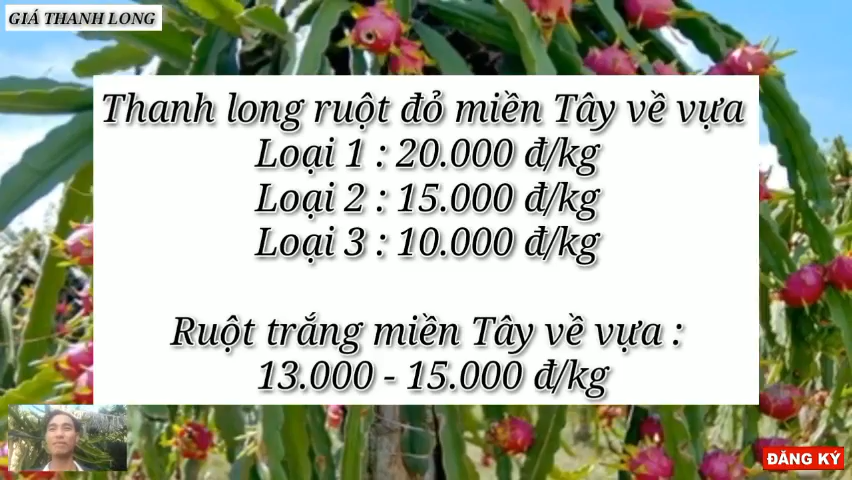 GIÁ THANH LONG
Thanh long ruột đỏ miền Tây về vựa
Loại 1 : 20.000 đ/kg
Loại 2 : 15.000 đ/kg
Loại 3 : 10.000 đ/kg
Ruột trắng miền Tây về vựa :
13.000 - 15.000 đ/kg
ĐĂNG KÝ